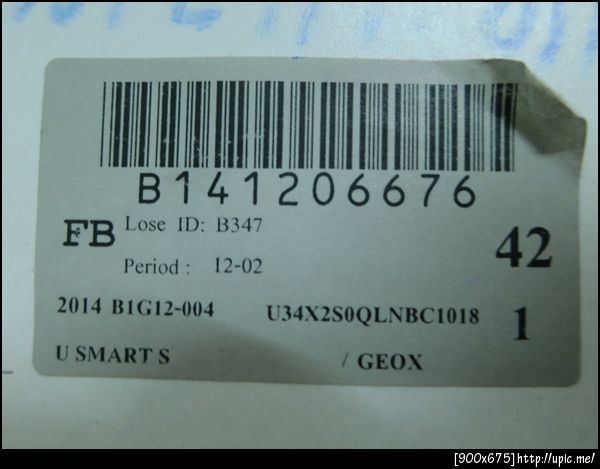 B141206676
FB Lose ID: B347
Period : 12-02
42
2014 B1G12-004 U34X2S0QLNBC1018 1
U SMART S / GEOX
[900x675]http://upic.me/